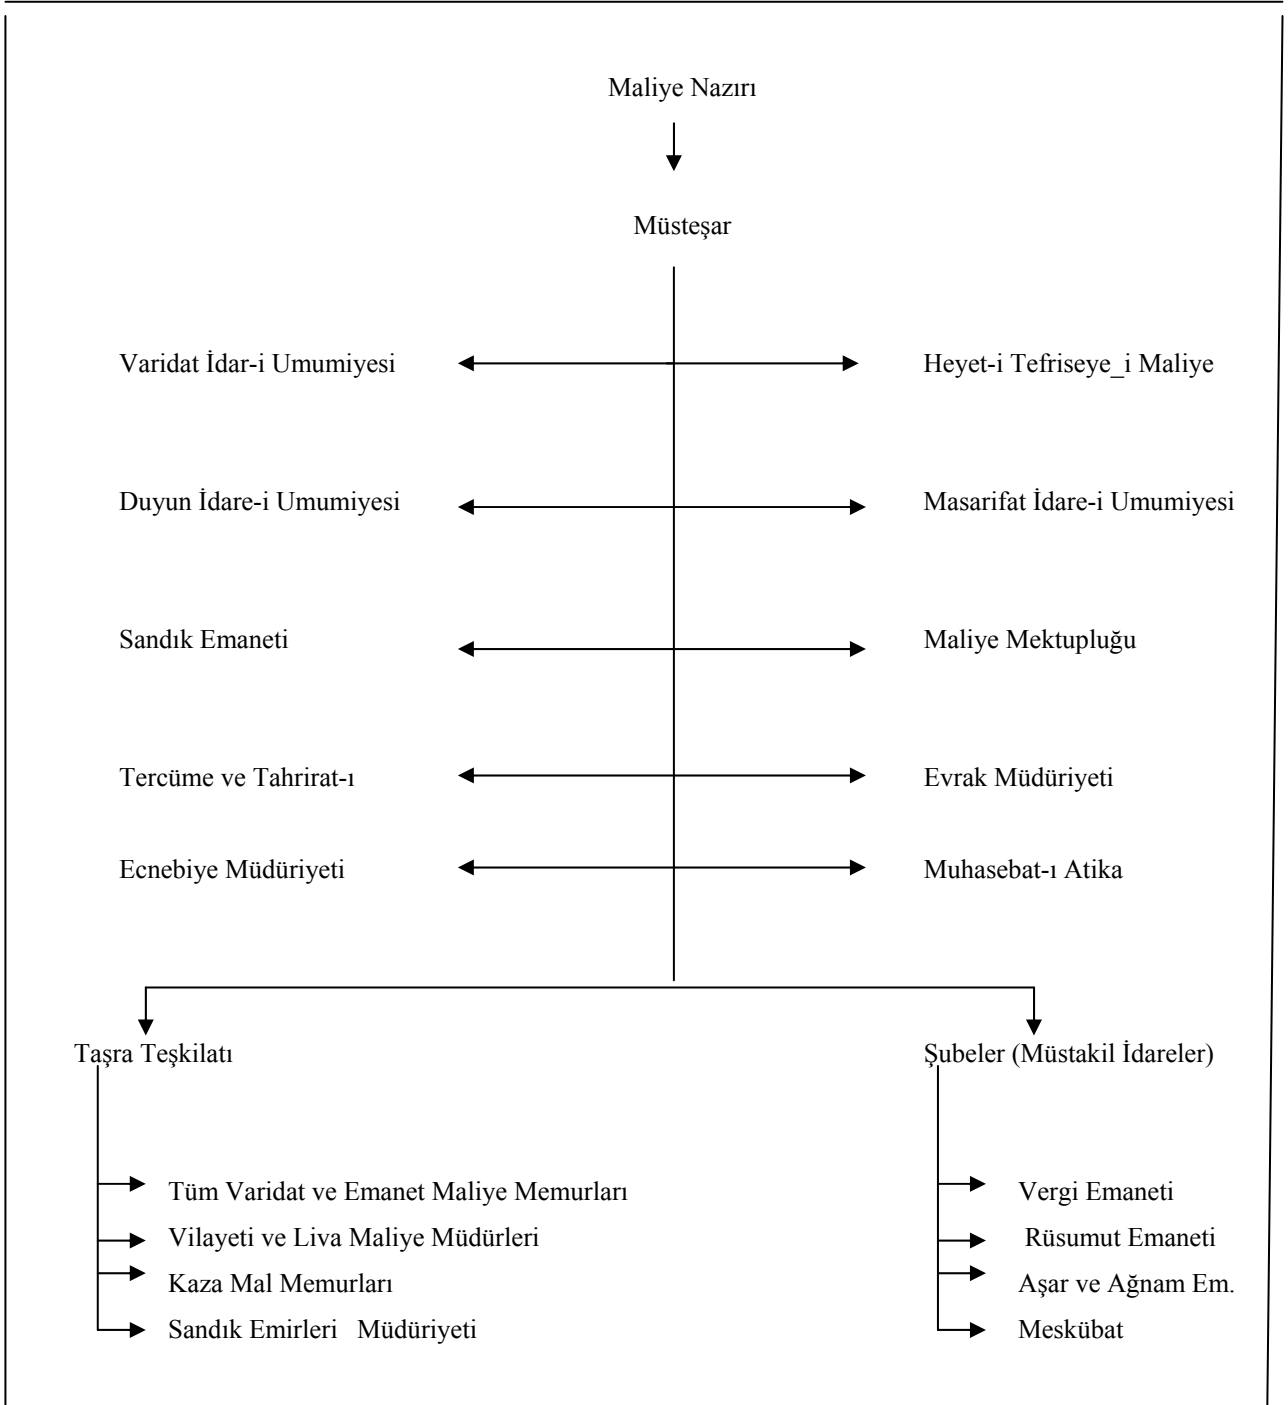 Maliye Nazırı
Müsteşar
Varidat İdar-i Umumiyesi
Heyet-i Tefriseye_i Maliye
Duyun İdare-i Umumiyesi
Masarifat İdare-i Umumiyesi
Sandık Emaneti
Maliye Mektupluğu
Tercüme ve Tahrirat-ı
Evrak Müdüriyeti
Ecnebiye Müdüriyeti
Muhasebat-ı Atika
Taşra Teşkilatı
Şubeler (Müstakil İdareler)
Tüm Varidat ve Emanet Maliye Memurları
Vilayeti ve Liva Maliye Müdürleri
Kaza Mal Memurları
Sandık Emirleri Müdüriyeti
Vergi Emaneti
Rüsumut Emaneti
Aşar ve Ağnam Em.
Meskübat